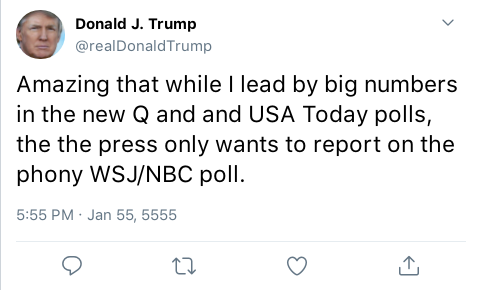 Donald J. Trump
@realDonaldTrump
Amazing that while I lead by big numbers
in the new Q and and USA Today polls,
the the press only wants to report on the
phony WSJ/NBC poll.
5:55 PM · Jan 55, 5555